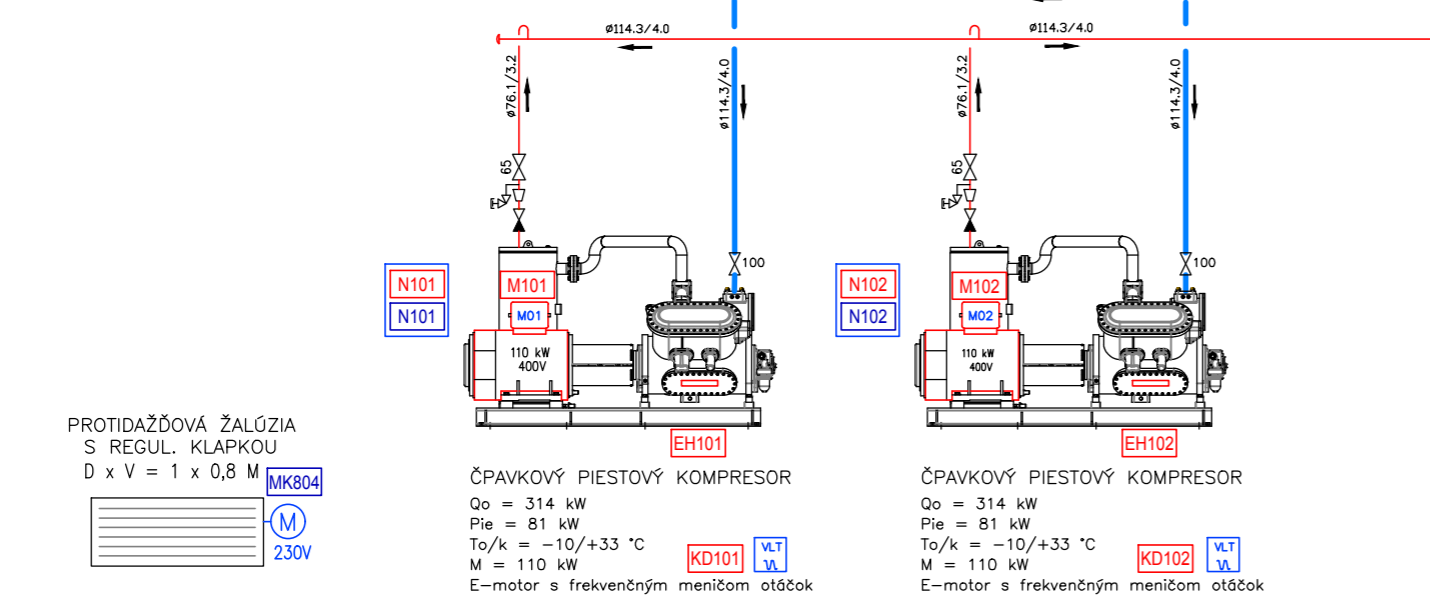 ø114.3/4.0
ø114.3/4.0
ø76.1/3.2
ø114.3/4.0
ø76.1/3.2
ø114.3/4.0
65
65
100
100
N101
M101
N101
M01
110 kW
400V
N102
M102
N102
M02
110 kW
400V
EH101
EH102
PROTIDAŽĎOVÁ ŽALÚZIA
S REGUL. KLAPKOU
D x V = 1 x 0,8 M
MK804
M
230V
ČPAVKOVÝ PIESTOVÝ KOMPRESOR
Qo = 314 kW
Pie = 81 kW
To/k = −10/+33 °C
M = 110 kW
KD101
VLT
E−motor s frekvenčným meničom otáčok
ČPAVKOVÝ PIESTOVÝ KOMPRESOR
Qo = 314 kW
Pie = 81 kW
To/k = −10/+33 °C
M = 110 kW
KD102
VLT
E−motor s frekvenčným meničom otáčok